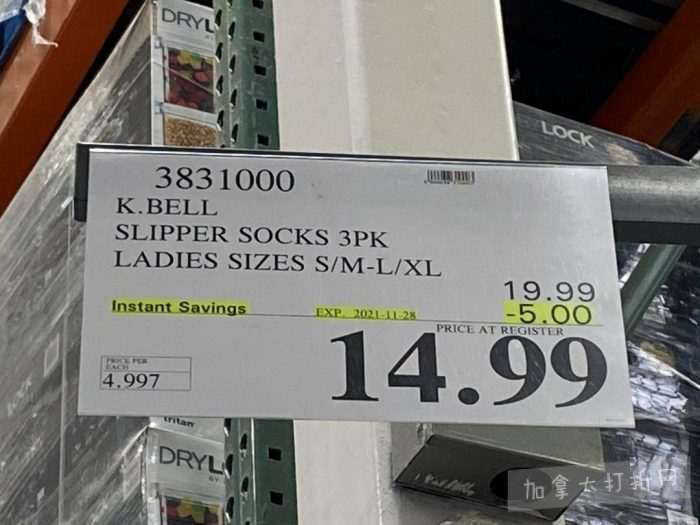 DRYL
LOCK
3831000
K.BELL
SLIPPER SOCKS 3PK
LADIES SIZES S/M-L/XL
19.99
Instant Savings EXP. 2021-11-28 -5.00
PRICE AT REGISTER
14.99
PRICE PER
EACH
4.997
tritan
DRYL
加拿大打折网